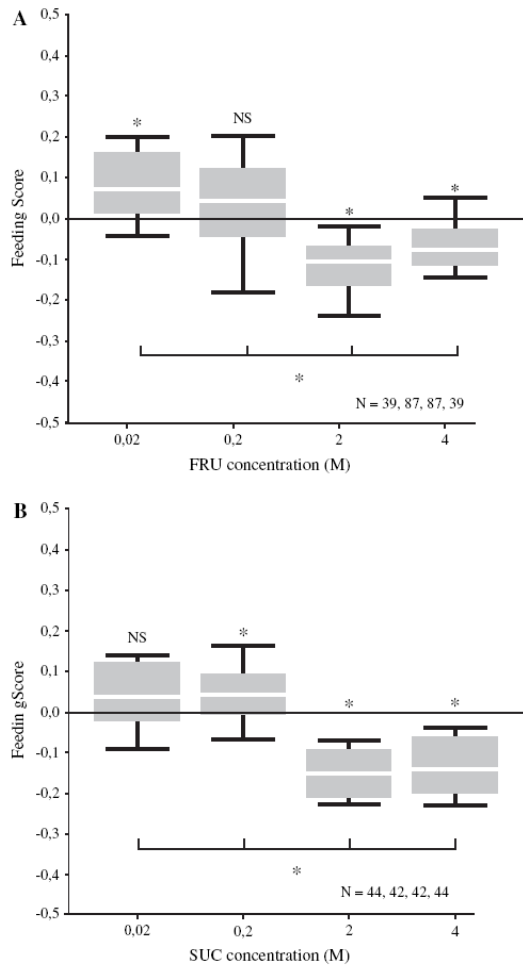 A
0,5
0,4
0,3
0,2
0,1
0,0
-0,1
-0,2
-0,3
-0,4
-0,5
Feeding Score
*
NS
*
*
*
N = 39, 87, 87, 39
0,02 0,2 2 4
FRU concentration (M)
B
0,5
0,4
0,3
0,2
0,1
0,0
-0,1
-0,2
-0,3
-0,4
-0,5
Feedin gScore
NS
*
*
*
*
N = 44, 42, 42, 44
0,02 0,2 2 4
SUC concentration (M)